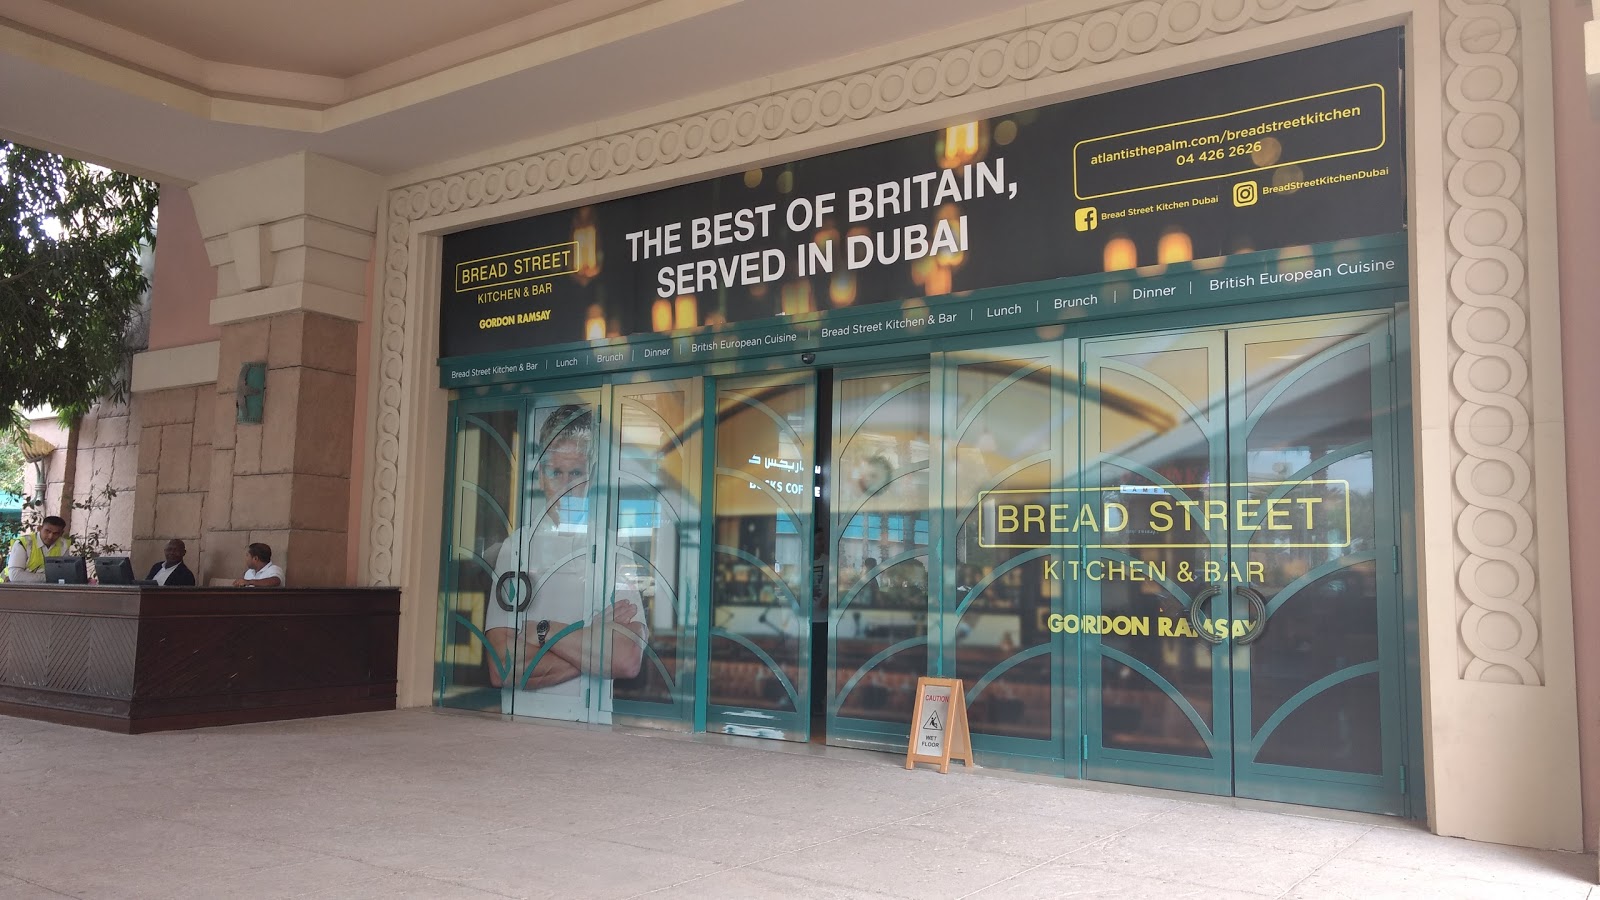 BREAD STREET
KITCHEN & BAR
GORDON RAMSAY
THE BEST OF BRITAIN,
SERVED IN DUBAI
atlantisthepalm.com/breadstreetkitchen
04 426 2626
Bread Street Kitchen Dubai
BreadStreetKitchenDubai
Bread Street Kitchen & Bar | Lunch | Brunch | Dinner | British European Cuisine | Bread Street Kitchen & Bar | Lunch | Brunch | Dinner | British European Cuisine
BREAD STREET
KITCHEN & BAR
GORDON RAMSAY
CAUTION
WET
FLOOR